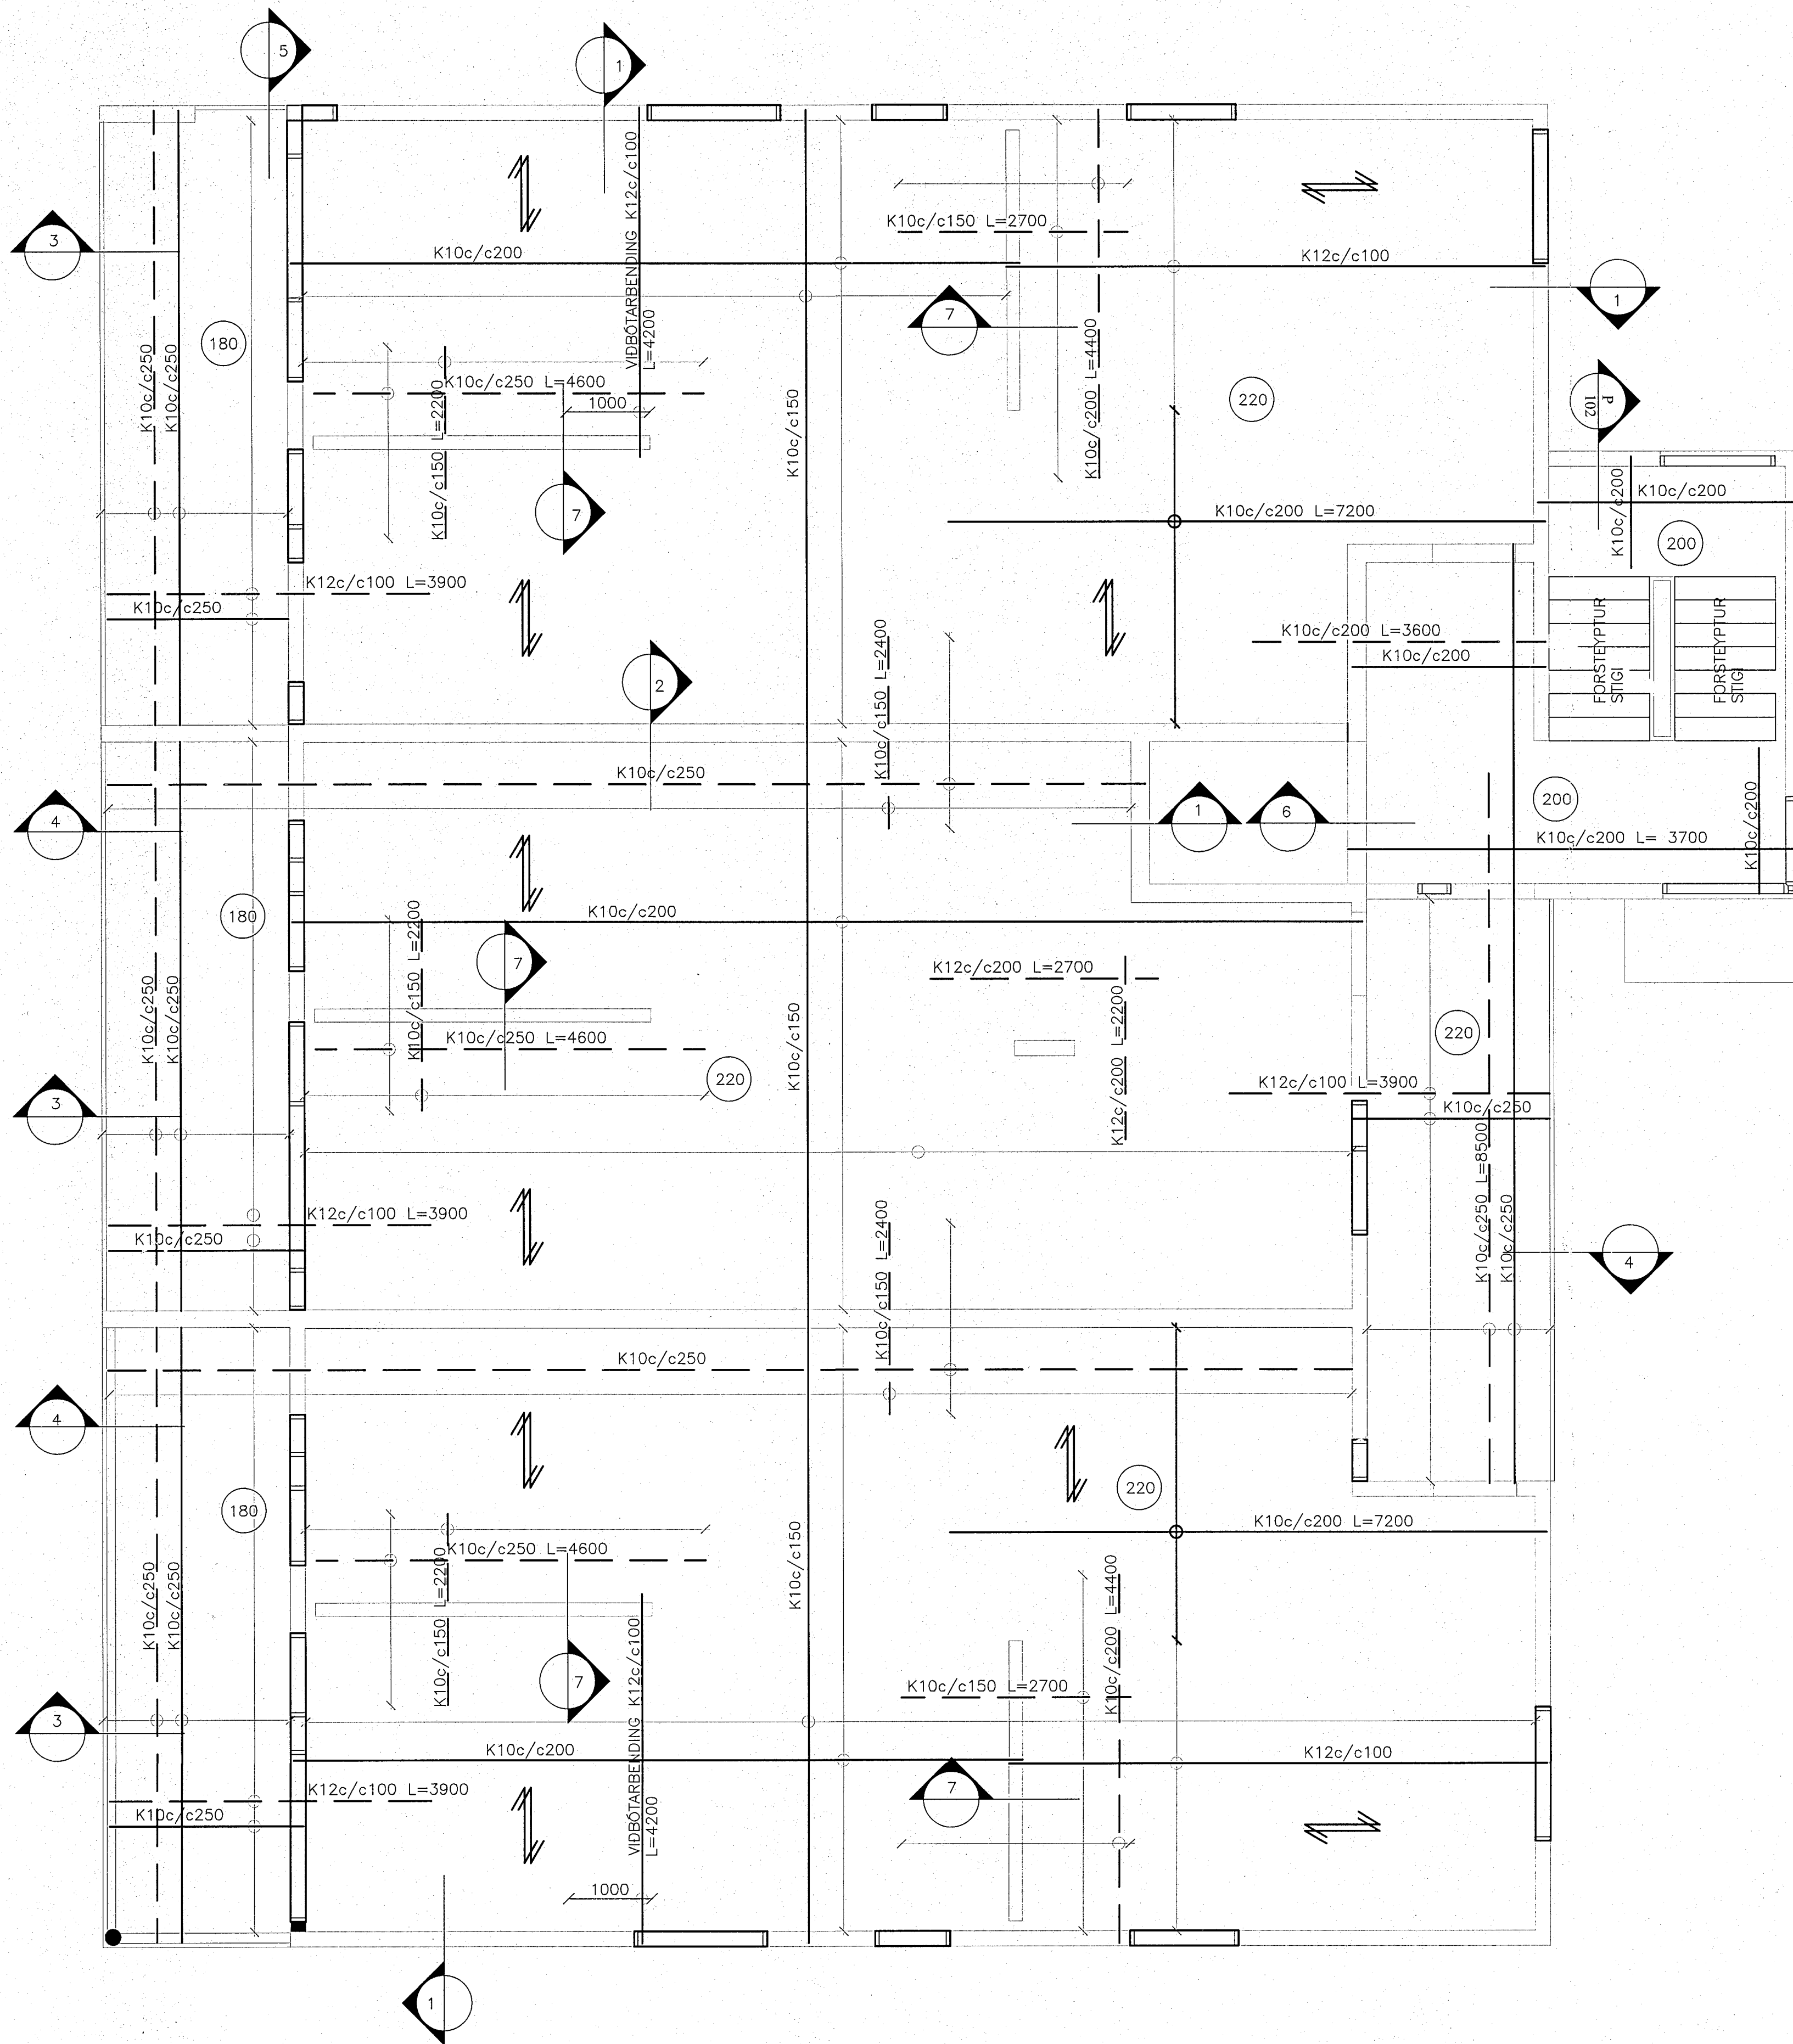 5
1
3
K10c/c250
K10c/c250
180
K10c/c200
VIÐBÓTARBENDING K12c/c100
L=4200
K10c/c150 L=2700
K12c/c100
1
7
K10c/c250 L=4600
1000
K10c/c150 L=2200
K10c/c150
K10c/c200 L=4400
220
P
102
7
K10c/c200 L=7200
K10c/c200
K10c/c200
200
K12c/c100 L=3900
K10c/c250
2
K10c/c150 L=2400
K10c/c200 L=3600
K10c/c200
FORSTEYPTUR
STIGI
FORSTEYPTUR
STIGI
K10c/c250
4
1
6
200
K10c/c200 L= 3700
K10c/c200
180
K10c/c200
K10c/c150 L=2200
7
K12c/c200 L=2700
K12c/c200 L=2200
K10c/c250
K10c/c250
K10c/c250 L=4600
220
K10c/c150
220
K12c/c100 L=3900
K10c/c250
3
K10c/c250 L=8500
K10c/c250
K12c/c100 L=3900
K10c/c250
K10c/c150 L=2400
4
K10c/c250
4
180
220
K10c/c250 L=4600
K10c/c150 L=2200
K10c/c200 L=7200
K10c/c250
K10c/c250
K10c/c150
K10c/c200 L=4400
7
VIÐBÓTARBENDING K12c/c100
L=4200
K10c/c150 L=2700
3
K10c/c200
K12c/c100
K12c/c100 L=3900
K10c/c250
7
1000
1